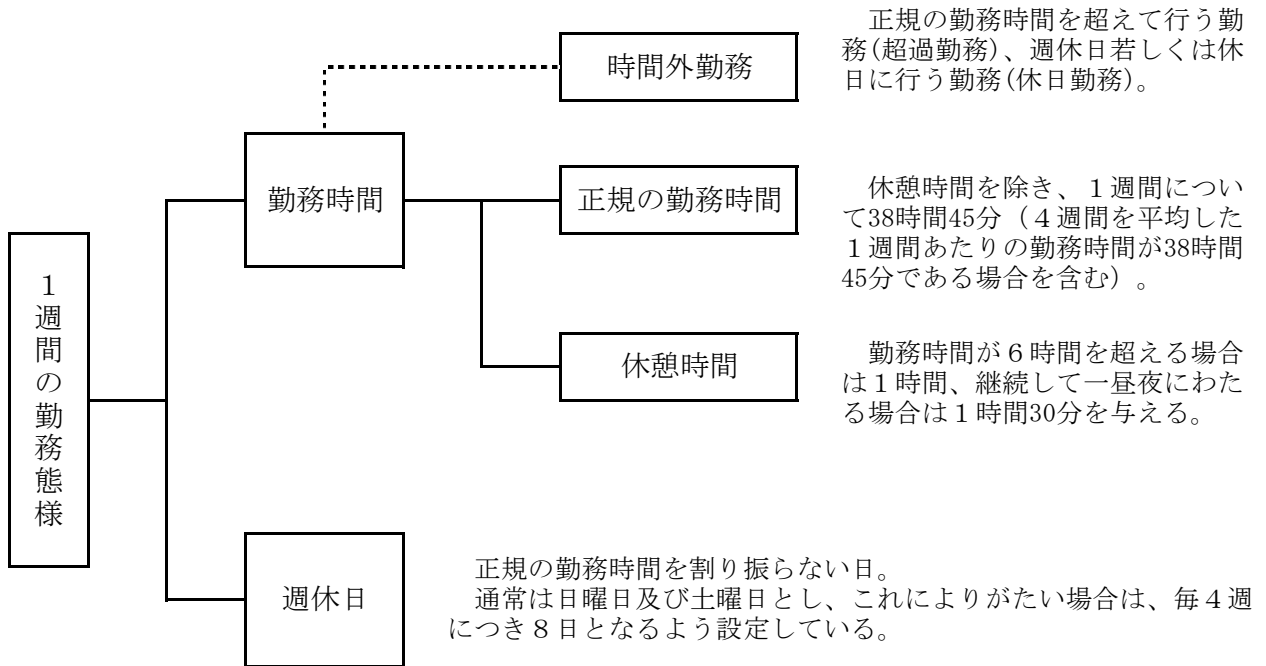 時間外勤務
　正規の勤務時間を超えて行う勤
務(超過勤務)、週休日若しくは休
日に行う勤務(休日勤務)。
勤務時間
正規の勤務時間
　休憩時間を除き、１週間につい
て38時間45分（４週間を平均した
１週間あたりの勤務時間が38時間
45分である場合を含む）。
１週間の勤務態様
休憩時間
　勤務時間が６時間を超える場合
は１時間、継続して一昼夜にわた
る場合は１時間30分を与える。
週休日
　正規の勤務時間を割り振らない日。
　通常は日曜日及び土曜日とし、これによりがたい場合は、毎４週
につき８日となるよう設定している。